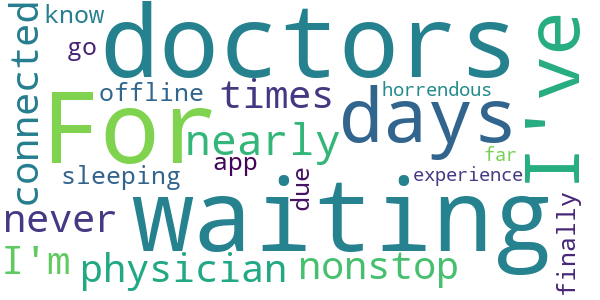 know
doctors
I've
connected
go
For
offline
times
days
horrendous
nearly
far
app
sleeping
due
experience
never
waiting
finally
I'm
physician
nonstop